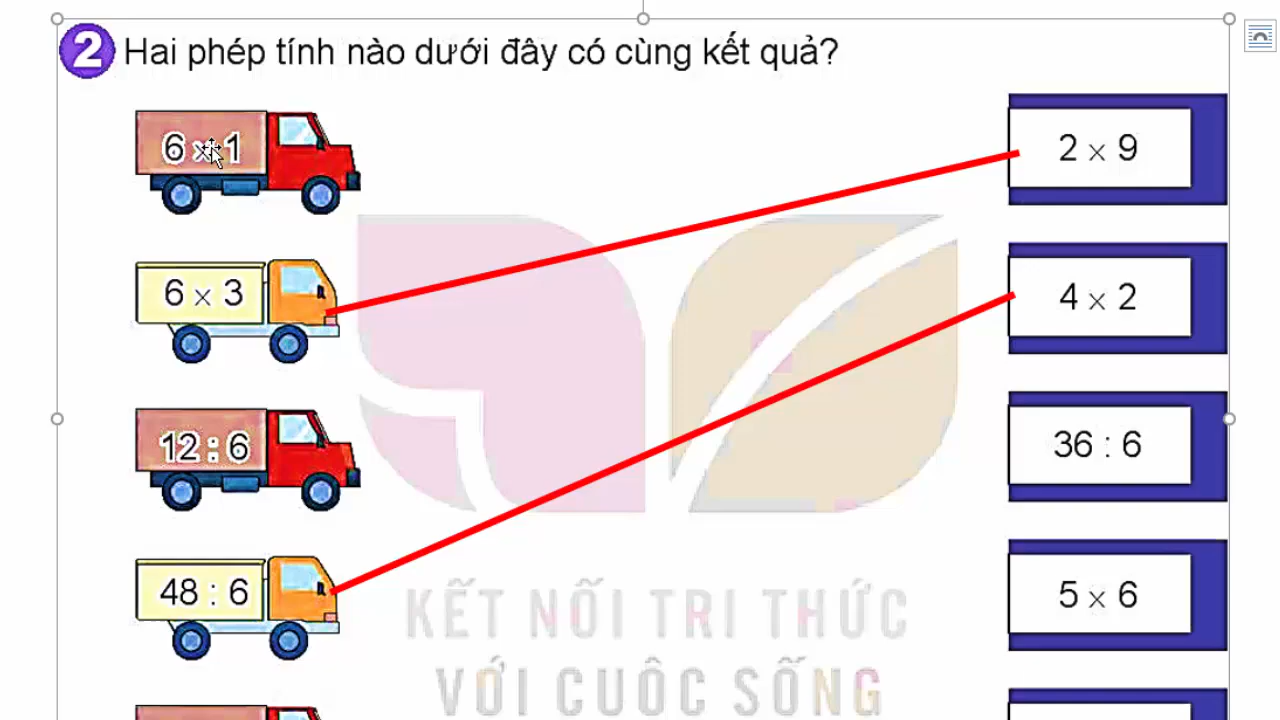 2 Hai phép tính nào dưới đây có cùng kết quả?
6 × 1
2 × 9
6 × 3
4 × 2
12 : 6
36 : 6
48 : 6
5 × 6
KẾT NỐI TRI THỨC
VỚI CUỘC SỐNG